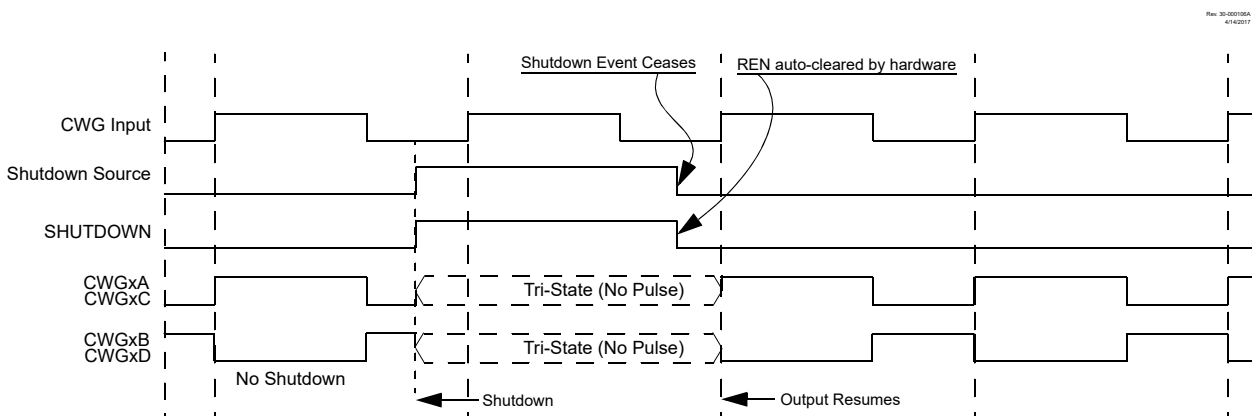 Rev. 30-000106A
4/14/2017
Shutdown Event Ceases
REN auto-cleared by hardware
CWG Input
Shutdown Source
SHUTDOWN
CWGxA
CWGxC
Tri-State (No Pulse)
CWGxB
CWGxD
Tri-State (No Pulse)
No Shutdown
Shutdown
Output Resumes